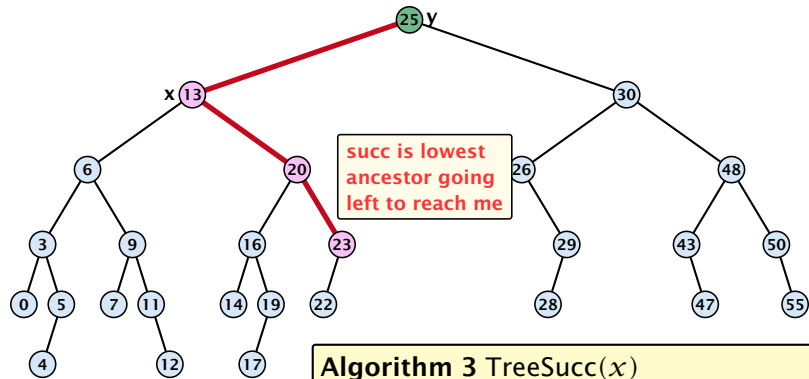 25 y
x 13 30
6 20 26 48
succ is lowest
ancestor going
left to reach me
3 9 16 23 29 43 50
0 5 7 11 14 19 22 28 47 55
4 12 17
Algorithm 3 TreeSucc(x)